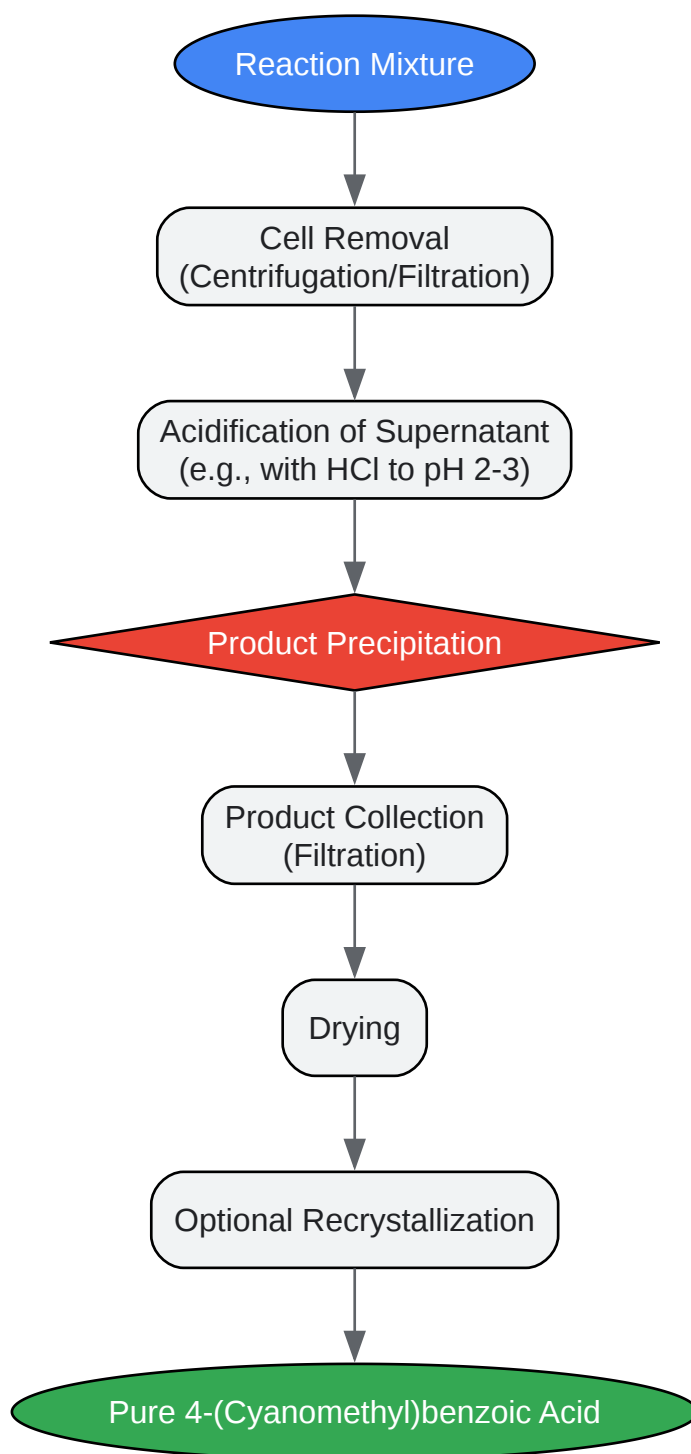 Reaction Mixture
Cell Removal
(Centrifugation/Filtration)
Acidification of Supernatant
(e.g., with HCl to pH 2-3)
Product Precipitation
Product Collection
(Filtration)
Drying
Optional Recrystallization
Pure 4-(Cyanomethyl)benzoic Acid